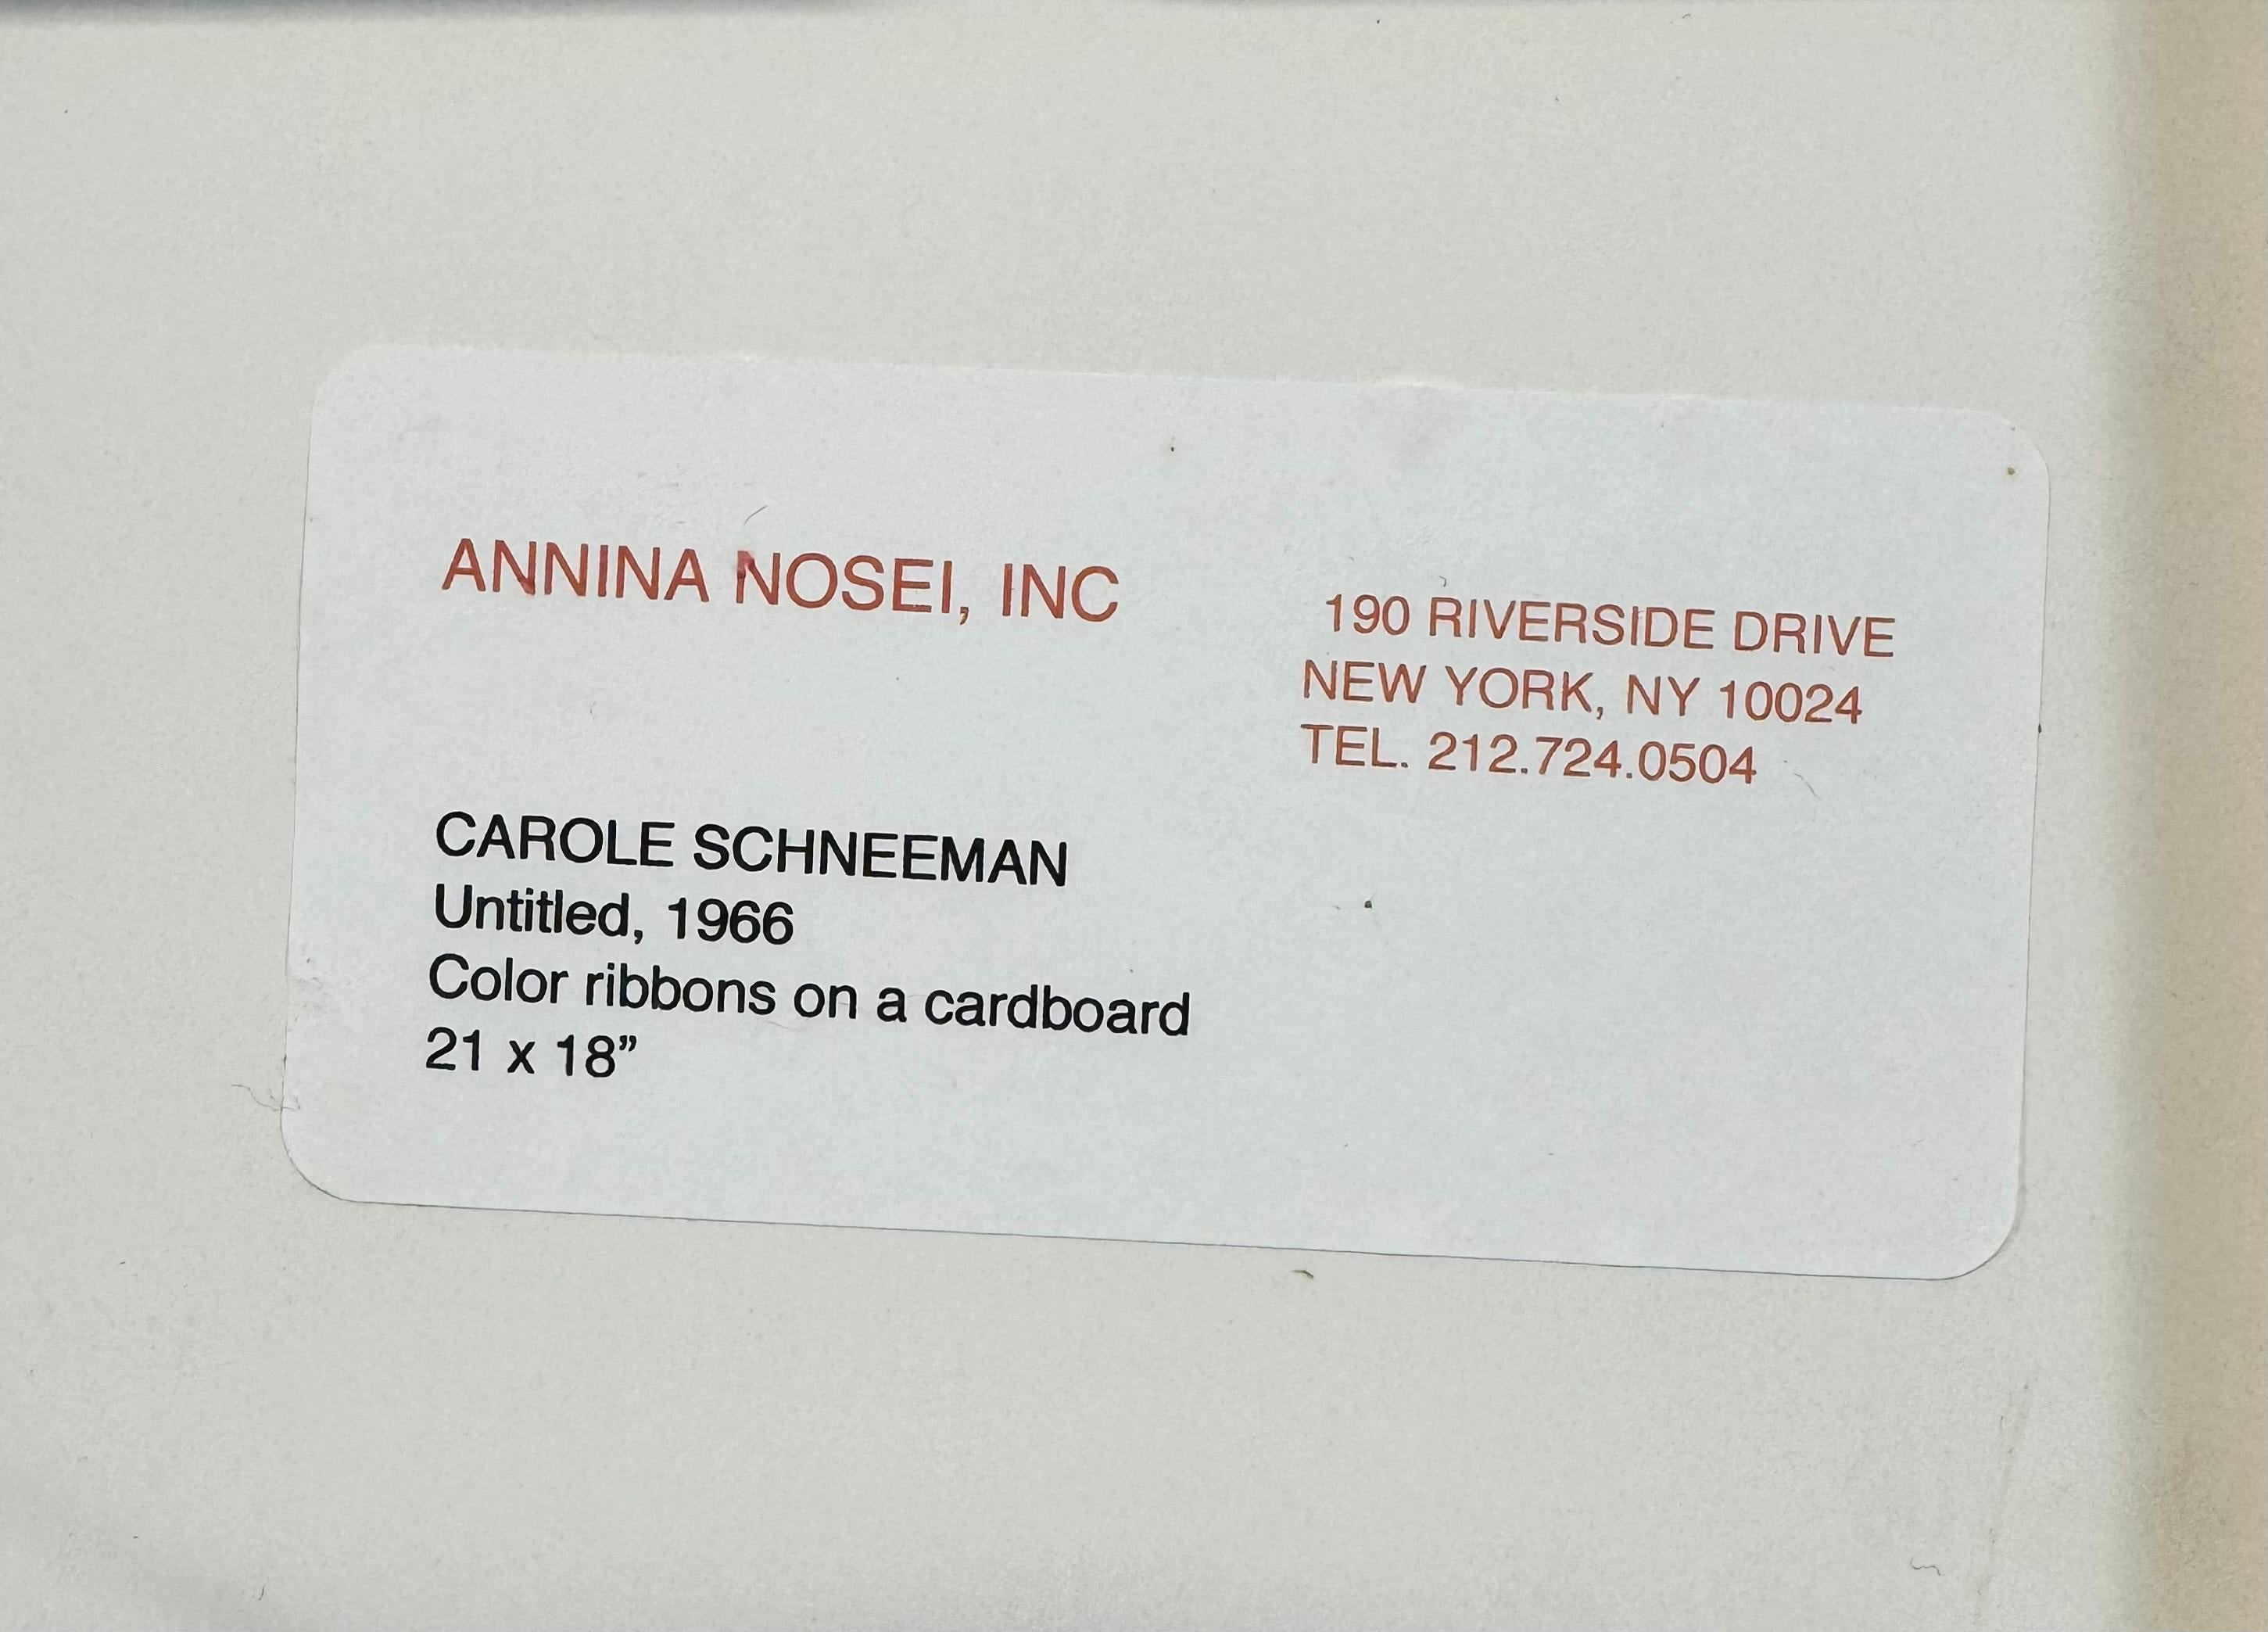 ANNINA NOSEI, INC
190 RIVERSIDE DRIVE
NEW YORK, NY 10024
TEL. 212.724.0504
CAROLE SCHNEEMAN
Untitled, 1966
Color ribbons on a cardboard
21 x 18”